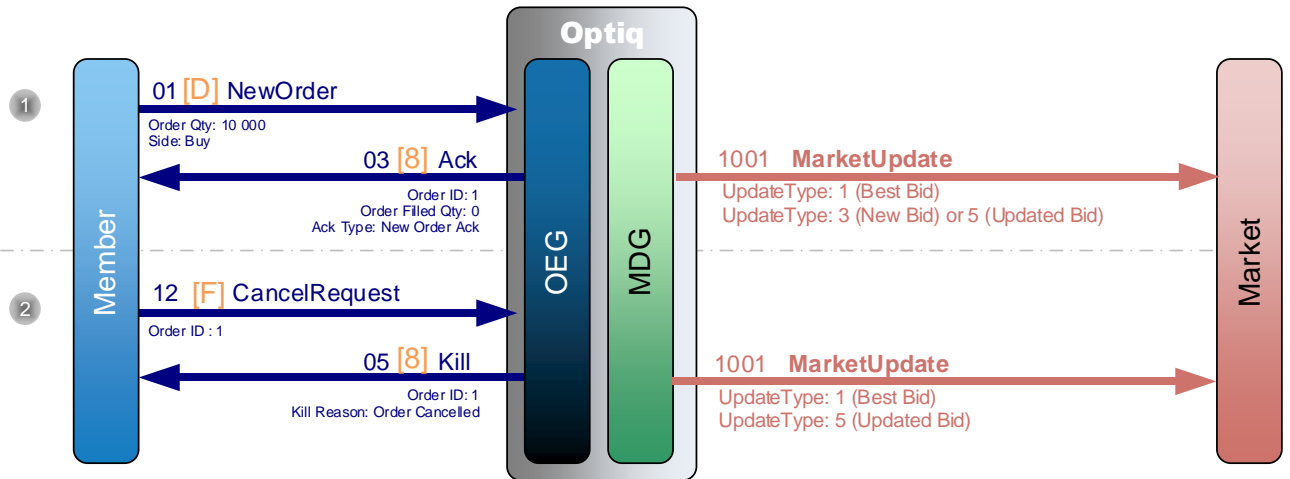 Optiq
1
01 [D] NewOrder
Order Qty: 10 000
Side: Buy
03 [8] Ack
Order ID: 1
Order Filled Qty: 0
Ack Type: New Order Ack
1001 MarketUpdate
UpdateType: 1 (Best Bid)
UpdateType: 3 (New Bid) or 5 (Updated Bid)
Member
OEG
MDG
Market
2
12 [F] CancelRequest
Order ID : 1
05 [8] Kill
Order ID: 1
Kill Reason: Order Cancelled
1001 MarketUpdate
UpdateType: 1 (Best Bid)
UpdateType: 5 (Updated Bid)